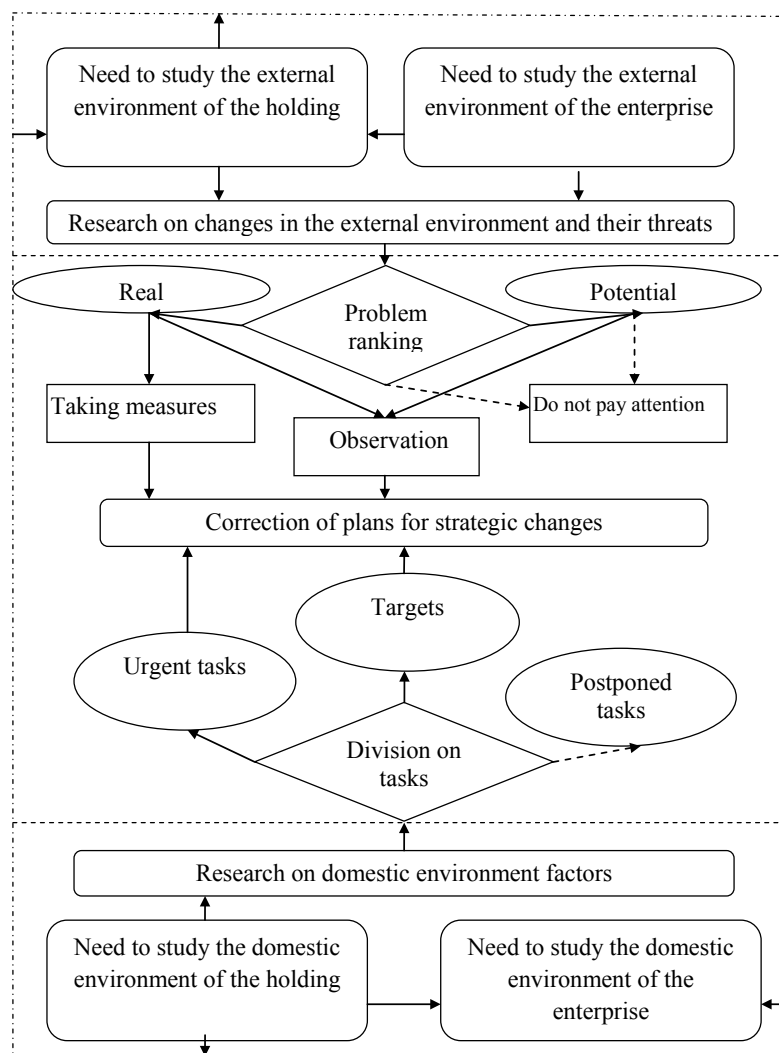 Need to study the external
environment of the holding
Need to study the external
environment of the enterprise
Research on changes in the external environment and their threats
Real
Problem
ranking
Potential
Taking measures
Observation
Do not pay attention
Correction of plans for strategic changes
Targets
Urgent tasks
Postponed
tasks
Division on
tasks
Research on domestic environment factors
Need to study the domestic
environment of the holding
Need to study the domestic
environment of the
enterprise